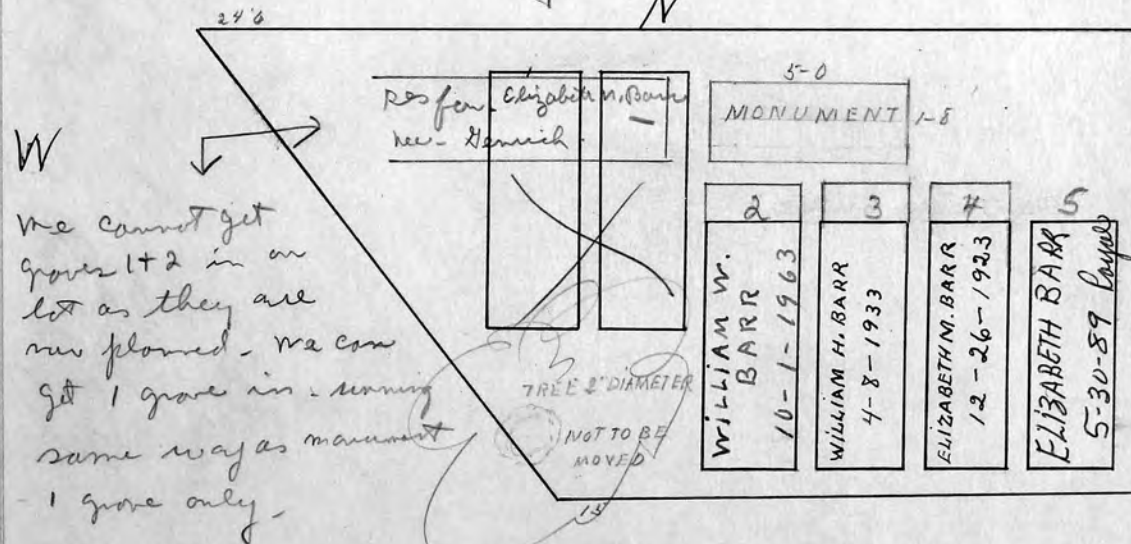 N
24'6
W
Res for Elizabeth M. Barr
nee - Genrich
5-0
MONUMENT 1-8
We cannot get
graves 1+2 in on
lot as they are
now planned - We can
get 1 grave in - running
same way as monument
1 grave only.
TREE 2' DIAMETER
NOT TO BE
MOVED
15
2
WILLIAM W.
BARR
10-1-1963
3
WILLIAM H. BARR
4-8-1933
4
ELIZABETH M. BARR
12-26-1923
5
ELIZABETH BARR
5-30-89 Royal